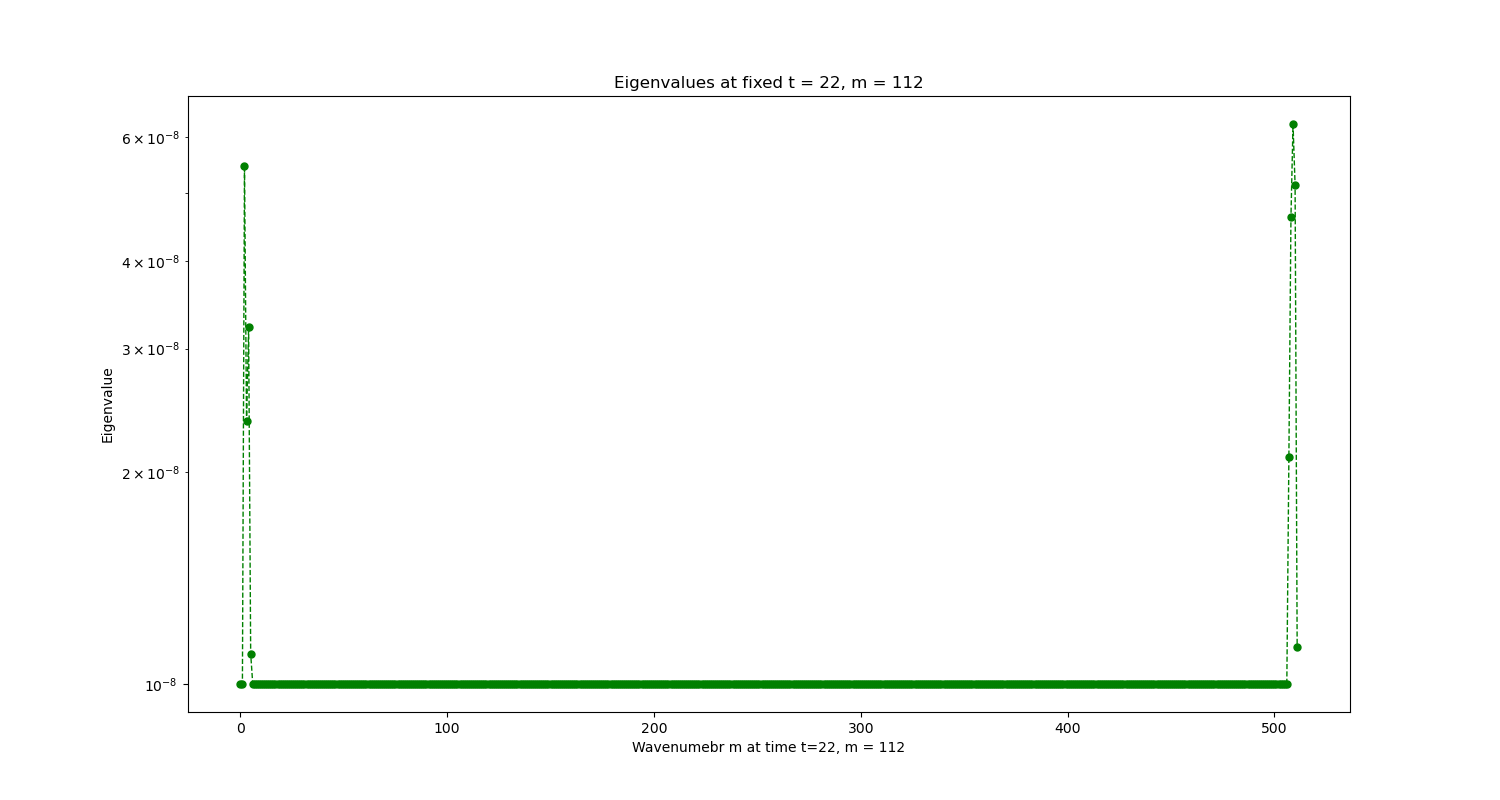 Eigenvalues at fixed t = 22, m = 112
6 × 10⁻⁸
4 × 10⁻⁸
3 × 10⁻⁸
2 × 10⁻⁸
10⁻⁸
Eigenvalue
0 100 200 300 400 500
Wavenumebr m at time t=22, m = 112